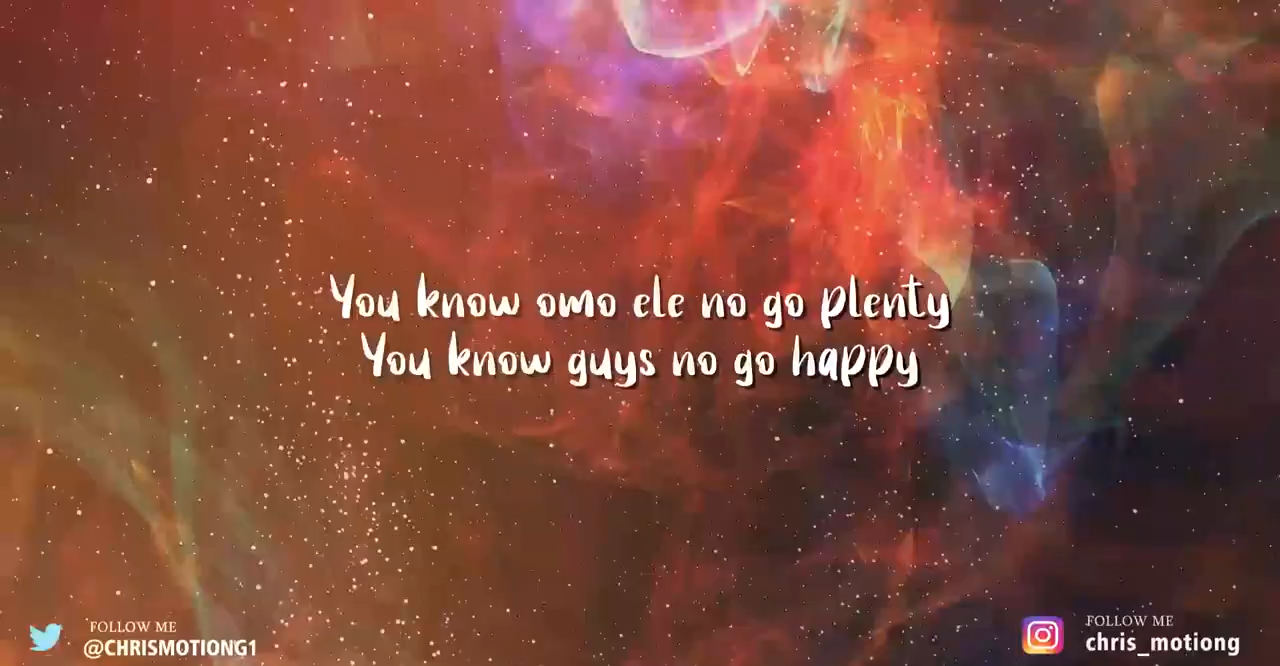 You know omo ele no go plenty
You know guys no go happy
FOLLOW ME
@CHRISMOTIONG1
FOLLOW ME
chris_motiong